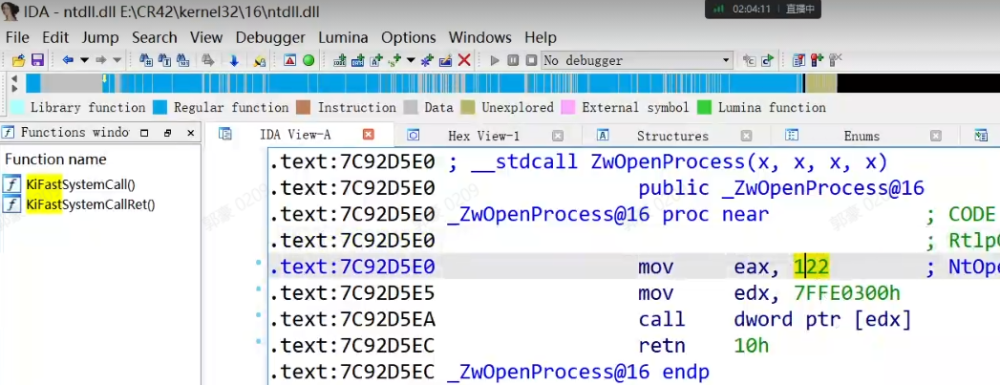 IDA - ntdll.dll E:\CR42\kernel32\16\ntdll.dll
02:04:11 | 直播中
File Edit Jump Search View Debugger Lumina Options Windows Help
No debugger
Library function Regular function Instruction Data Unexplored External symbol Lumina function
Functions windo
IDA View-A Hex View-1 Structures Enums
Function name
KiFastSystemCall()
KiFastSystemCallRet()
.text:7C92D5E0 ; __stdcall ZwOpenProcess(x, x, x, x)
.text:7C92D5E0 public _ZwOpenProcess@16
.text:7C92D5E0 _ZwOpenProcess@16 proc near ; CODE
.text:7C92D5E0 ; RtlpC
.text:7C92D5E0 mov eax, 122 ; NtOpe
.text:7C92D5E5 mov edx, 7FFE0300h
.text:7C92D5EA call dword ptr [edx]
.text:7C92D5EC retn 10h
.text:7C92D5EC _ZwOpenProcess@16 endp